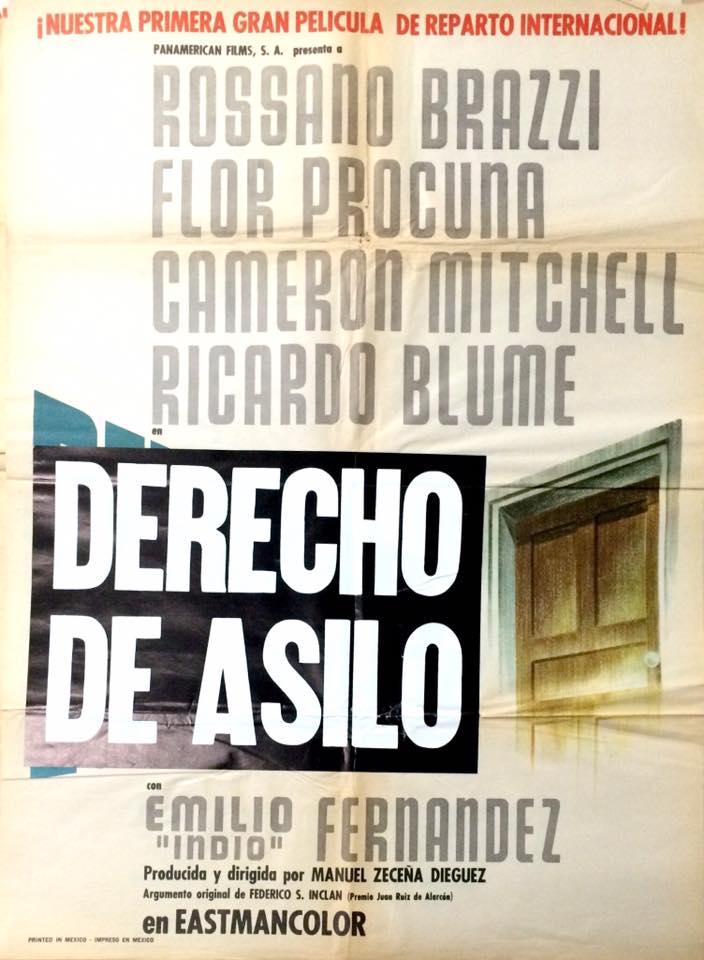 ¡NUESTRA PRIMERA GRAN PELICULA DE REPARTO INTERNACIONAL!
PANAMERICAN FILMS, S. A. presenta a
ROSSANO BRAZZI
FLOR PROCUNA
CAMERON MITCHELL
RICARDO BLUME
en
DERECHO
DE ASILO
con
EMILIO "INDIO" FERNANDEZ
Producida y dirigida por MANUEL ZECEÑA DIEGUEZ
Argumento original de FEDERICO S. INCLAN (Premio Juan Ruiz de Alarcón)
en EASTMANCOLOR
PRINTED IN MEXICO - IMPRESO EN MEXICO